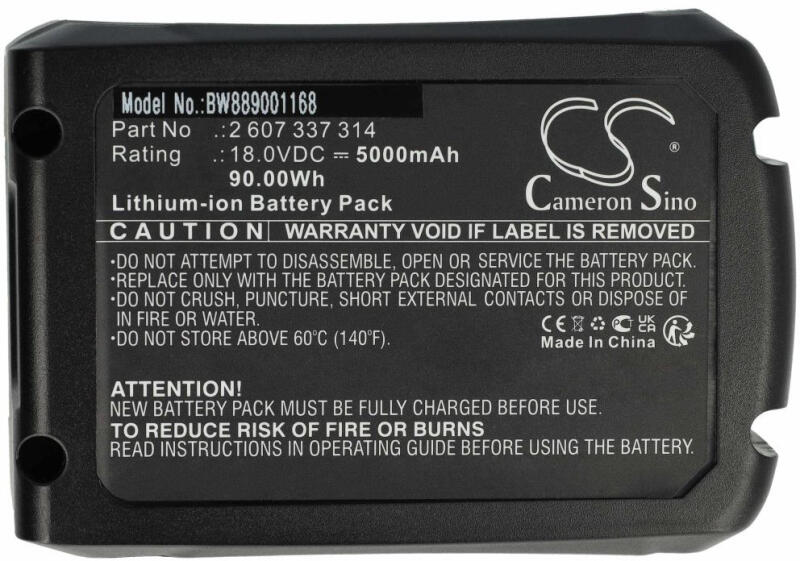 Model No.:BW889001168
Part No .:2 607 337 314
Rating .:18.0VDC ⎓ 5000mAh
90.00Wh
Lithium-ion Battery Pack
CS
®
Cameron Sino
CAUTION WARRANTY VOID IF LABEL IS REMOVED
•DO NOT ATTEMPT TO DISASSEMBLE, OPEN OR SERVICE THE BATTERY PACK.
•REPLACE ONLY WITH THE BATTERY PACK DESIGNATED FOR THIS PRODUCT.
•DO NOT CRUSH, PUNCTURE, SHORT EXTERNAL CONTACTS OR DISPOSE OF
IN FIRE OR WATER.
•DO NOT STORE ABOVE 60°C (140°F).
CE UK CA
Made In China
ATTENTION!
NEW BATTERY PACK MUST BE FULLY CHARGED BEFORE USE.
TO REDUCE RISK OF FIRE OR BURNS
READ INSTRUCTIONS IN OPERATING GUIDE BEFORE USING THE BATTERY.